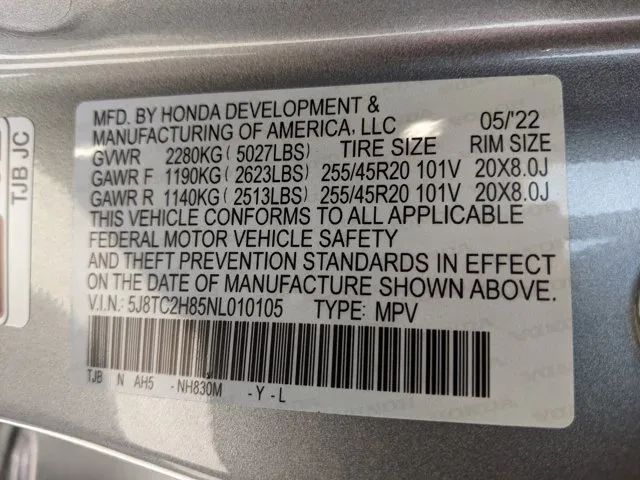 MFD. BY HONDA DEVELOPMENT &
MANUFACTURING OF AMERICA, LLC 05/'22
GVWR 2280KG ( 5027LBS) TIRE SIZE RIM SIZE
GAWR F 1190KG ( 2623LBS) 255/45R20 101V 20X8.0J
GAWR R 1140KG ( 2513LBS) 255/45R20 101V 20X8.0J
THIS VEHICLE CONFORMS TO ALL APPLICABLE
FEDERAL MOTOR VEHICLE SAFETY
AND THEFT PREVENTION STANDARDS IN EFFECT
ON THE DATE OF MANUFACTURE SHOWN ABOVE.
V.I.N.: 5J8TC2H85NL010105 TYPE: MPV
TJB N AH5 -NH830M -Y-L
TJB JC